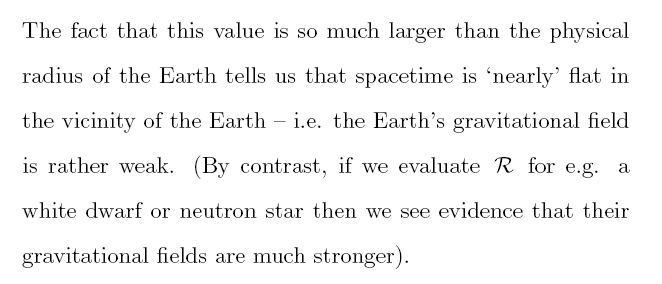 The fact that this value is so much larger than the physical
radius of the Earth tells us that spacetime is ‘nearly’ flat in
the vicinity of the Earth – i.e. the Earth’s gravitational field
is rather weak. (By contrast, if we evaluate ℛ for e.g. a
white dwarf or neutron star then we see evidence that their
gravitational fields are much stronger).